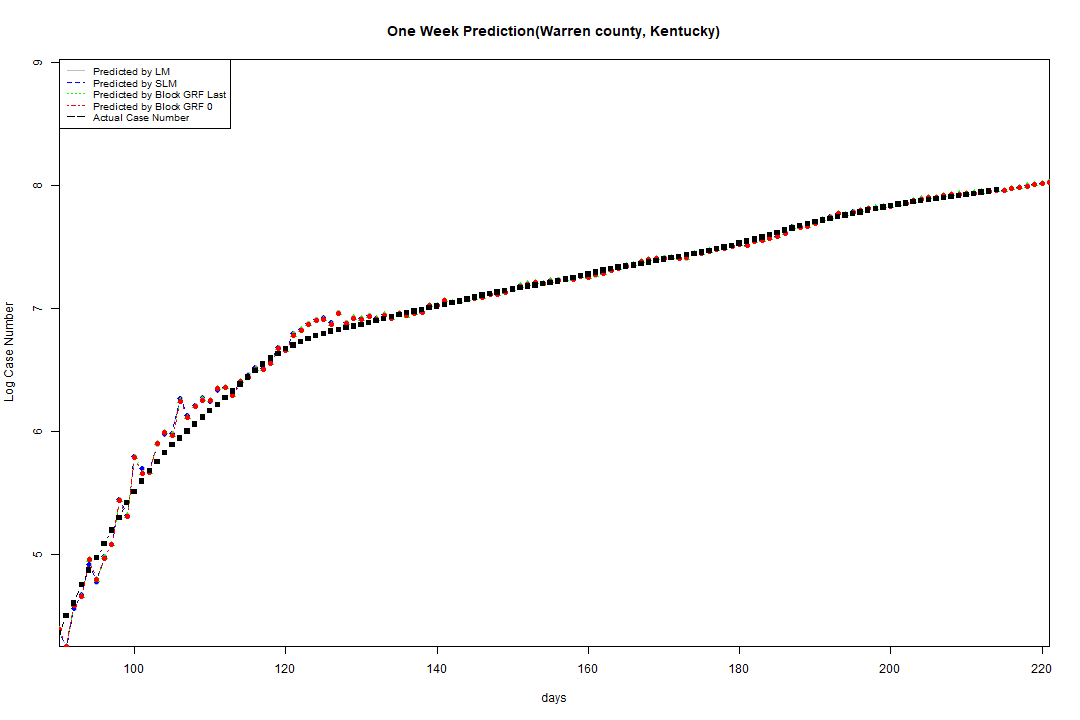 One Week Prediction(Warren county, Kentucky)
Predicted by LM
Predicted by SLM
Predicted by Block GRF Last
Predicted by Block GRF 0
Actual Case Number
9
8
7
6
5
Log Case Number
100 120 140 160 180 200 220
days